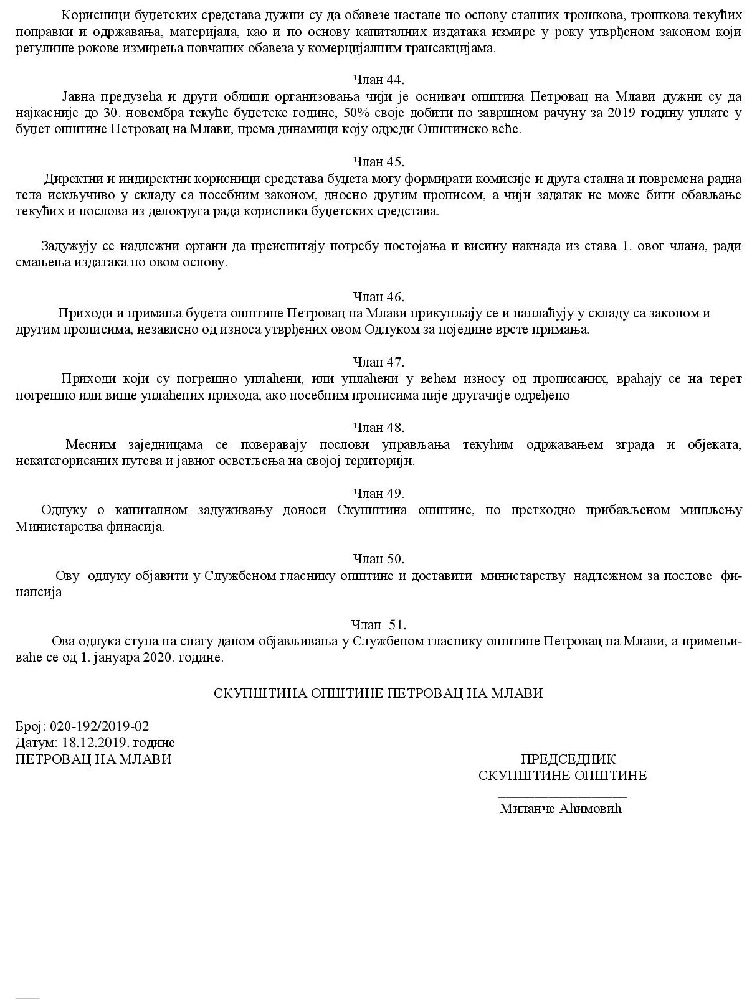 Корисници буџетских средстава дужни су да обавезе настале по основу сталних трошкова, трошкова текућих
поправки и одржавања, материјала, као и по основу капиталних издатака измире у року утврђеном законом који
регулише рокове измирења новчаних обавеза у комерцијалним трансакцијама.
Члан 44.
Јавна предузећа и други облици организовања чији је оснивач општина Петровац на Млави дужни су да
најкасније до 30. новембра текуће буџетске године, 50% своје добити по завршном рачуну за 2019 годину уплате у
буџет општине Петровац на Млави, према динамици коју одреди Општинско веће.
Члан 45.
Директни и индиректни корисници средстава буџета могу формирати комисије и друга стална и повремена радна
тела искључиво у складу са посебним законом, дносно другим прописом, а чији задатак не може бити обављање
текућих и послова из делокруга рада корисника буџетских средстава.
Задужују се надлежни органи да преиспитају потребу постојања и висину накнада из става 1. овог члана, ради
смањења издатака по овом основу.
Члан 46.
Приходи и примања буџета општине Петровац на Млави прикупљају се и наплаћују у складу са законом и
другим прописима, независно од износа утврђених овом Одлуком за поједине врсте примања.
Члан 47.
Приходи који су погрешно уплаћени, или уплаћени у већем износу од прописаних, враћају се на терет
погрешно или више уплаћених прихода, ако посебним прописима није другачије одређено
Члан 48.
Месним заједницама се поверавају послови управљања текућим одржавањем зграда и објеката,
некатегорисаних путева и јавног осветљења на својој територији.
Члан 49.
Одлуку о капиталном задуживању доноси Скупштина општине, по претходно прибављеном мишљењу
Министарства финасија.
Члан 50.
Ову одлуку објавити у Службеном гласнику општине и доставити министарству надлежном за послове фи-
нансија
Члан 51.
Ова одлука ступа на снагу даном објављивања у Службеном гласнику општине Петровац на Млави, а примењи-
ваће се од 1. јануара 2020. године.
СКУПШТИНА ОПШТИНЕ ПЕТРОВАЦ НА МЛАВИ
Број: 020-192/2019-02
Датум: 18.12.2019. године
ПЕТРОВАЦ НА МЛАВИ
ПРЕДСЕДНИК
СКУПШТИНЕ ОПШТИНЕ
___________________
Миланче Аћимовић